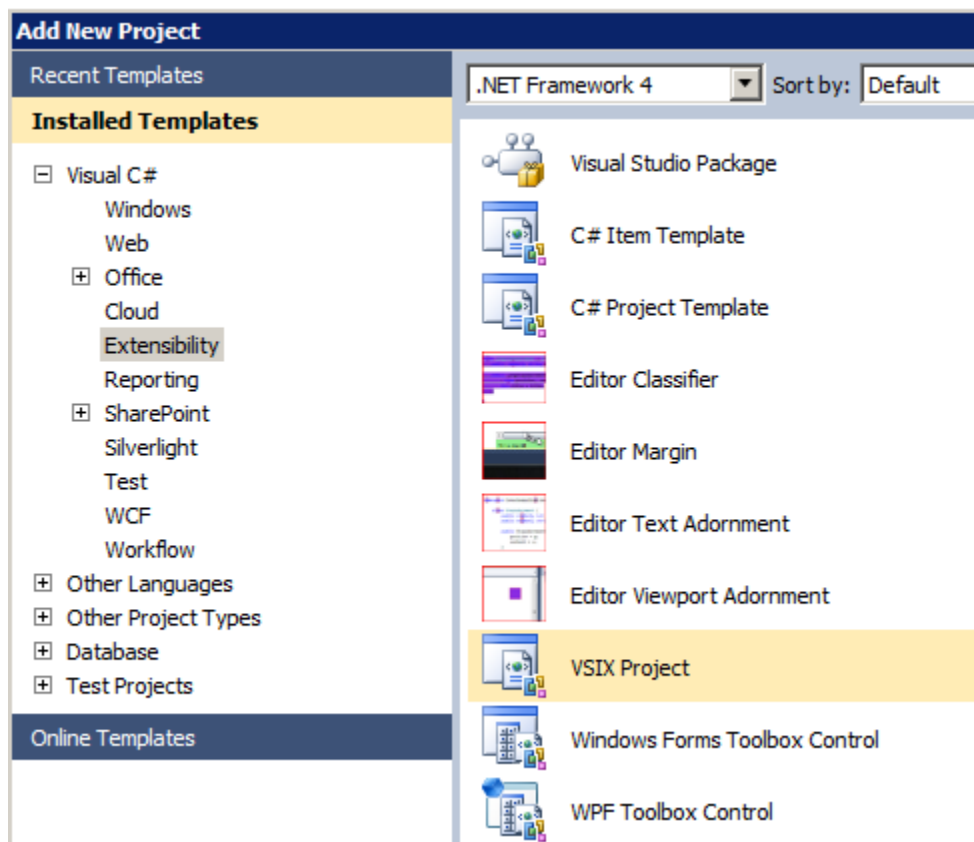 Add New Project
Recent Templates
Installed Templates
Visual C#
Windows
Web
Office
Cloud
Extensibility
Reporting
SharePoint
Silverlight
Test
WCF
Workflow
Other Languages
Other Project Types
Database
Test Projects
Online Templates
.NET Framework 4 Sort by: Default
Visual Studio Package
C# Item Template
C# Project Template
Editor Classifier
Editor Margin
Editor Text Adornment
Editor Viewport Adornment
VSIX Project
Windows Forms Toolbox Control
WPF Toolbox Control